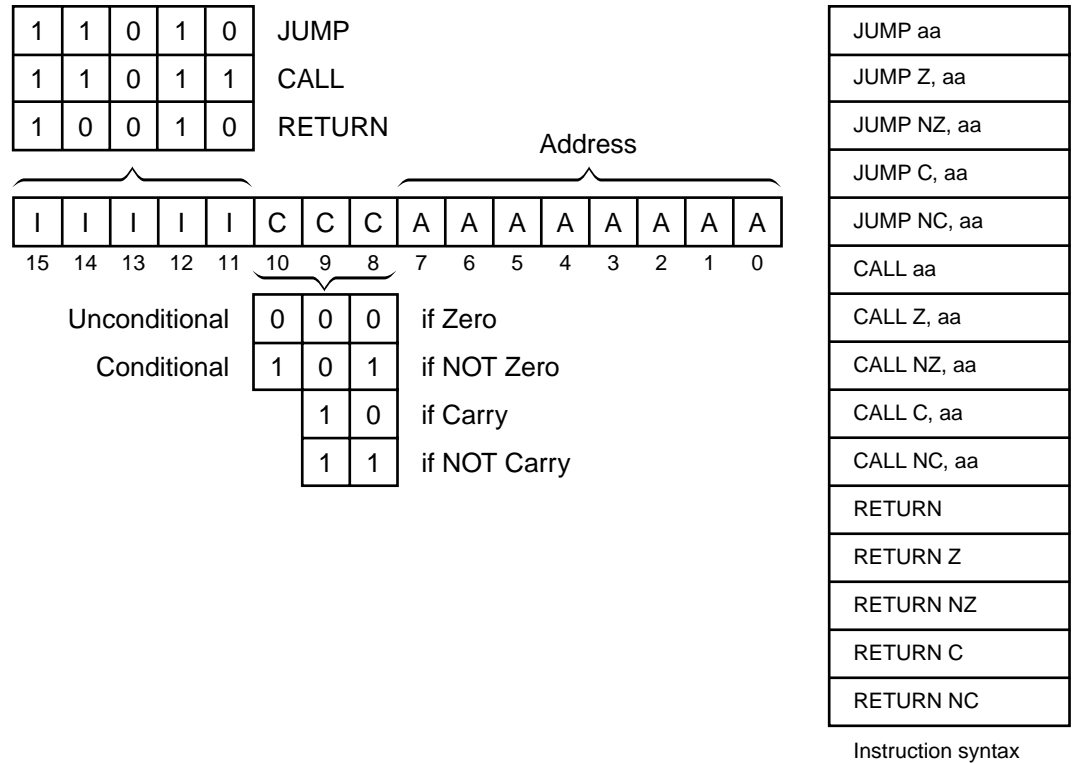 1 1 0 1 0 JUMP
1 1 0 1 1 CALL
1 0 0 1 0 RETURN
Address
I I I I I C C C A A A A A A A A
15 14 13 12 11 10 9 8 7 6 5 4 3 2 1 0
Unconditional 0 0 0 if Zero
Conditional 1 0 1 if NOT Zero
1 0 if Carry
1 1 if NOT Carry
JUMP aa
JUMP Z, aa
JUMP NZ, aa
JUMP C, aa
JUMP NC, aa
CALL aa
CALL Z, aa
CALL NZ, aa
CALL C, aa
CALL NC, aa
RETURN
RETURN Z
RETURN NZ
RETURN C
RETURN NC
Instruction syntax